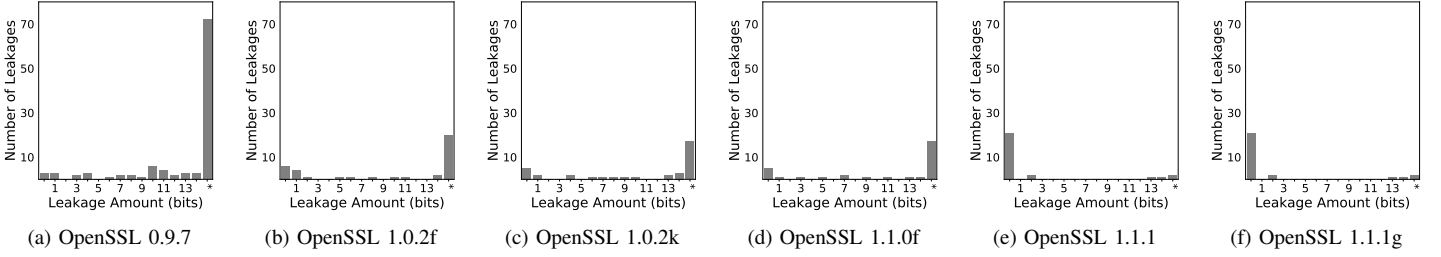 Number of Leakages
70
50
30
10
1 3 5 7 9 11 13 *
Leakage Amount (bits)
(a) OpenSSL 0.9.7
Number of Leakages
70
50
30
10
1 3 5 7 9 11 13 *
Leakage Amount (bits)
(b) OpenSSL 1.0.2f
Number of Leakages
70
50
30
10
1 3 5 7 9 11 13 *
Leakage Amount (bits)
(c) OpenSSL 1.0.2k
Number of Leakages
70
50
30
10
1 3 5 7 9 11 13 *
Leakage Amount (bits)
(d) OpenSSL 1.1.0f
Number of Leakages
70
50
30
10
1 3 5 7 9 11 13 *
Leakage Amount (bits)
(e) OpenSSL 1.1.1
Number of Leakages
70
50
30
10
1 3 5 7 9 11 13 *
Leakage Amount (bits)
(f) OpenSSL 1.1.1g